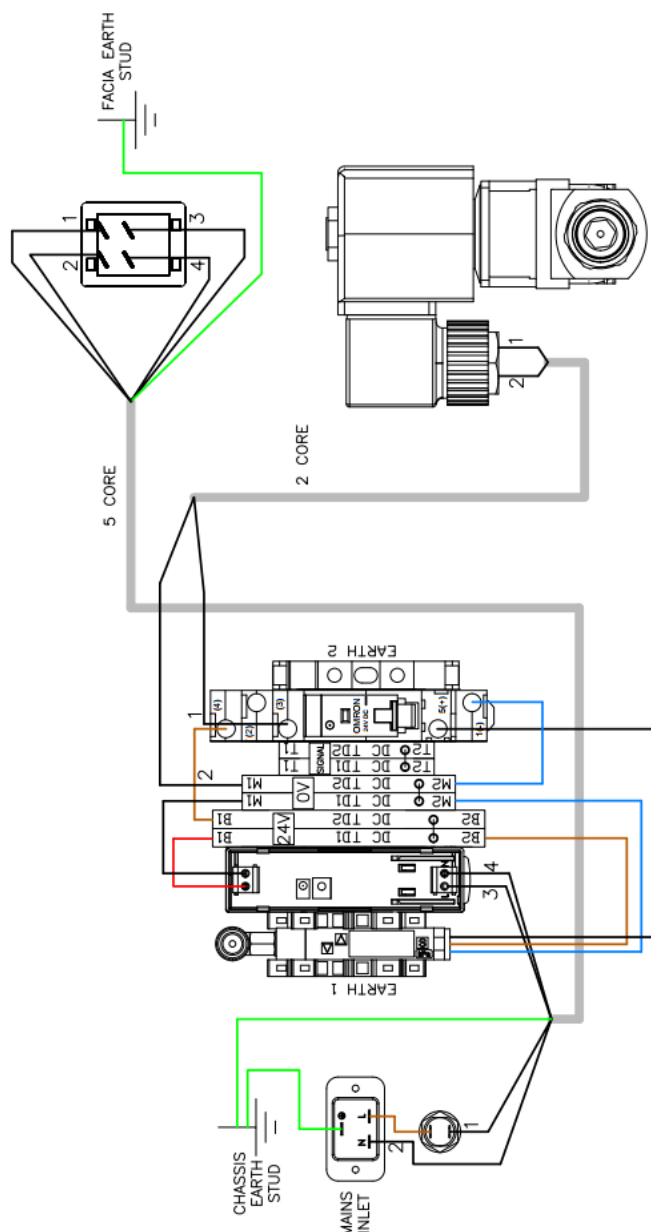 FACIA EARTH
STUD
1
2
3
4
5 CORE
2 CORE
1
2
EARTH 2
1
2
(4)
(2)
(3)
OMRON
24V DC
5(+)
1(-)
T1
T1
SIGNAL
DC TD2
DC TD1
T2
T2
M1
M1
0V
DC TD2
DC TD1
M2
M2
B1
B1
24V
DC TD2
DC TD1
B2
B2
L
N
4
3
EARTH 1
CHASSIS
EARTH
STUD
L
N
2
1
MAINS
INLET